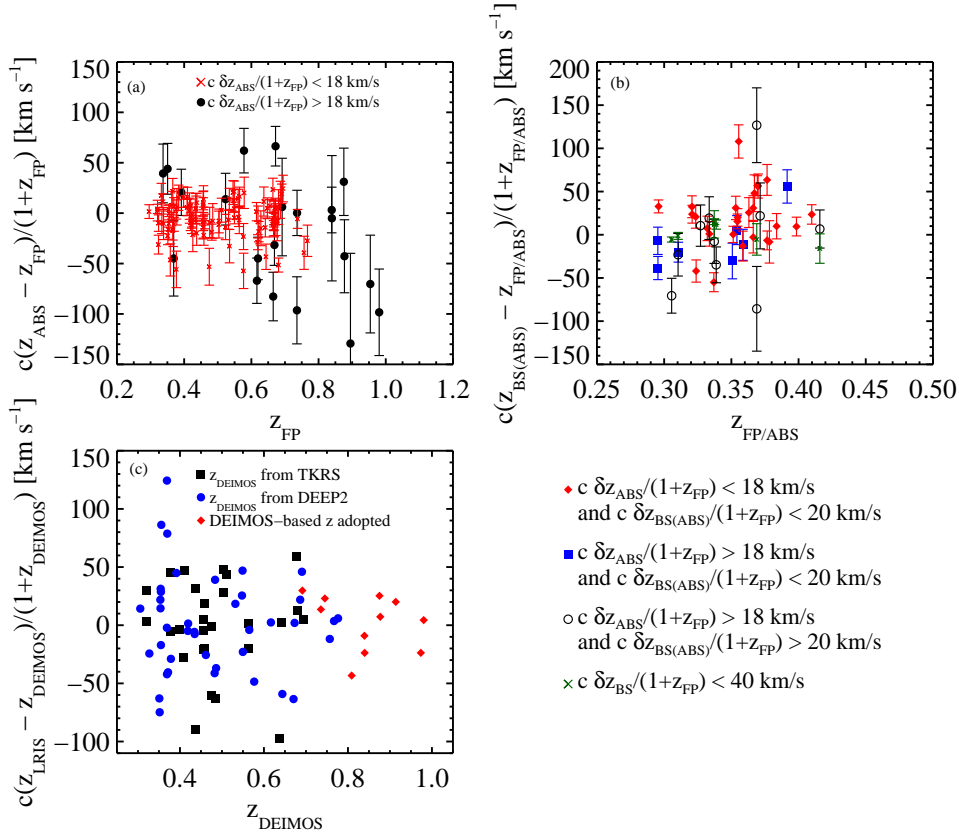 (a)
c δz_ABS/(1+z_FP) < 18 km/s
c δz_ABS/(1+z_FP) > 18 km/s
c(z_ABS − z_FP)/(1+z_FP) [km s⁻¹]
150
100
50
0
−50
−100
−150
0.2 0.4 0.6 0.8 1.0 1.2
z_FP
(b)
c(z_BS(ABS) − z_FP/ABS)/(1+z_FP/ABS) [km s⁻¹]
200
150
100
50
0
−50
−100
−150
0.25 0.30 0.35 0.40 0.45 0.50
z_FP/ABS
(c)
z_DEIMOS from TKRS
z_DEIMOS from DEEP2
DEIMOS−based z adopted
c(z_LRIS − z_DEIMOS)/(1+z_DEIMOS) [km s⁻¹]
150
100
50
0
−50
−100
0.4 0.6 0.8 1.0
z_DEIMOS
c δz_ABS/(1+z_FP) < 18 km/s
and c δz_BS(ABS)/(1+z_FP) < 20 km/s
c δz_ABS/(1+z_FP) > 18 km/s
and c δz_BS(ABS)/(1+z_FP) < 20 km/s
c δz_ABS/(1+z_FP) > 18 km/s
and c δz_BS(ABS)/(1+z_FP) > 20 km/s
c δz_BS/(1+z_FP) < 40 km/s